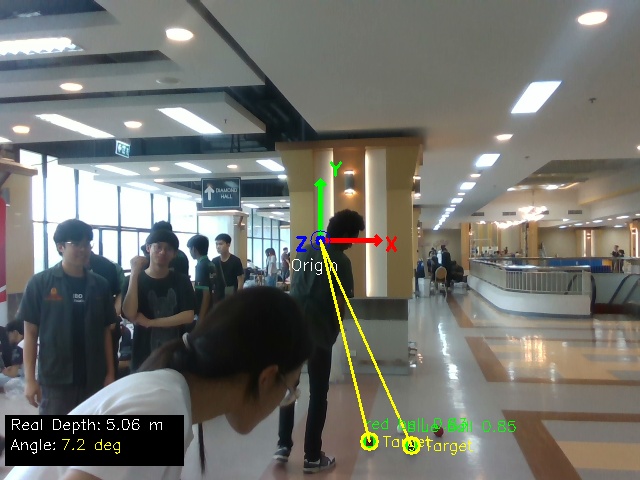 DIAMOND
HALL
Y
Z
X
Origin
Target
Target
0.85
Real Depth: 5.06 m
Angle: 7.2 deg